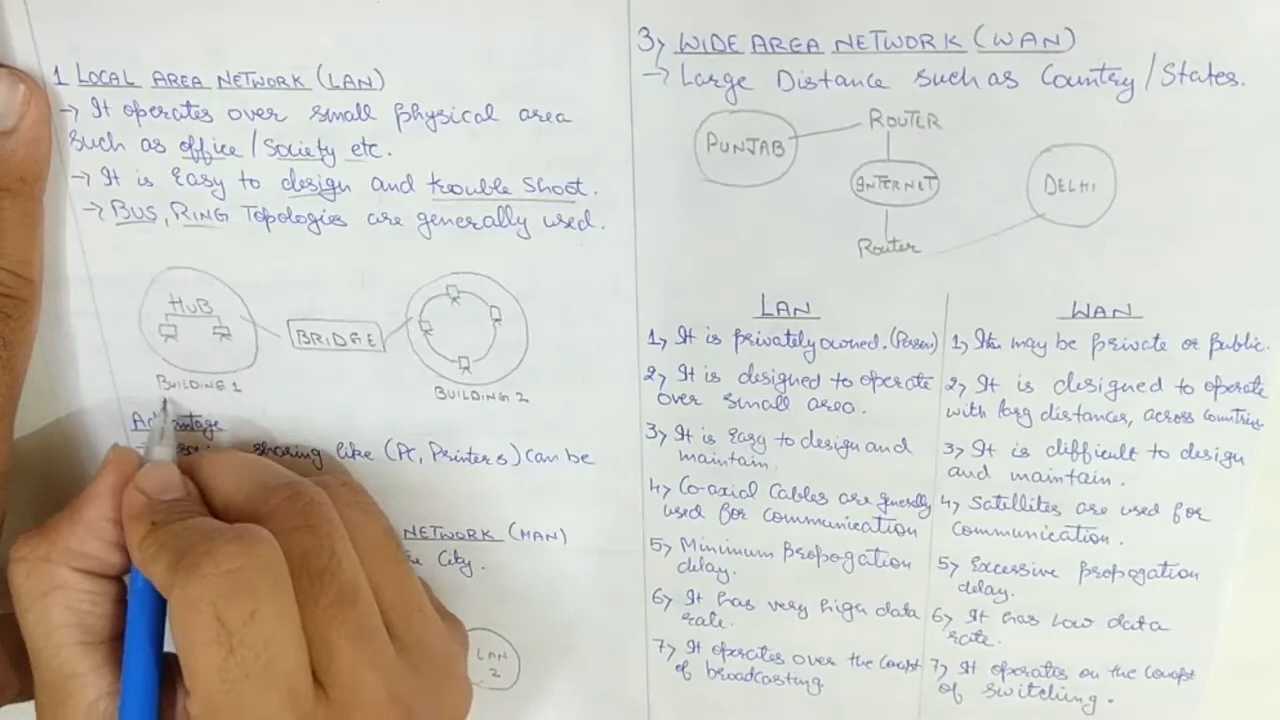 1 LOCAL AREA NETWORK (LAN)
→ It operates over small physical area
such as office / Society etc.
→ It is Easy to design and trouble shoot.
→ BUS, RING Topologies are generally used.
HUB
BRIDGE
BUILDING 1
BUILDING 2
sharing like (PC, Printers) can be
NETWORK (MAN)
City.
LAN
2
3, WIDE AREA NETWORK (WAN)
→ Large Distance such as Country / States.
PUNJAB
ROUTER
INTERNET
DELHI
Router
LAN
1, It is privately owned. (Person)
2, It is designed to operate
over small area.
3, It is Easy to design and
maintain.
4, Co-axial Cables are generally
used for communication
5, Minimum Propogation
delay.
6, It has very high data
rate.
7, It operates over the Concept
of broadcasting
WAN
1, It may be private or Public.
2, It is designed to operate
with long distances, across countries.
3, It is difficult to design
and maintain.
4, Satellites are used for
communication.
5, Excessive Propogation
delay.
6, It has Low data
rate.
7, It operates on the Concept
of switching.